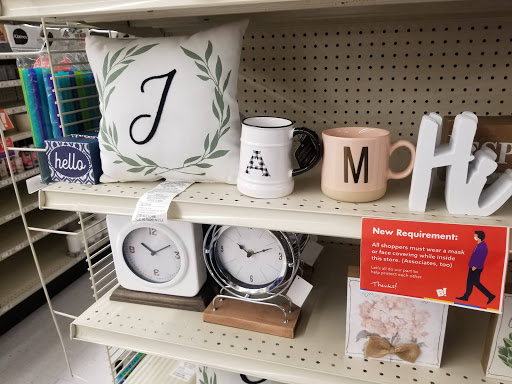 J
hello
A
M
Hi
New Requirement:
All shoppers must wear a mask
or face covering while inside
this store. (Associates, too)
Let's all do our part to
help protect each other.
Thanks!